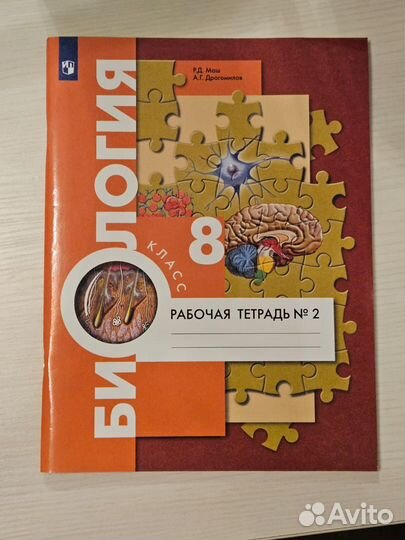 Р.Д. Маш
А.Г. Драгомилов
БИОЛОГИЯ
8
КЛАСС
РАБОЧАЯ ТЕТРАДЬ № 2
Avito